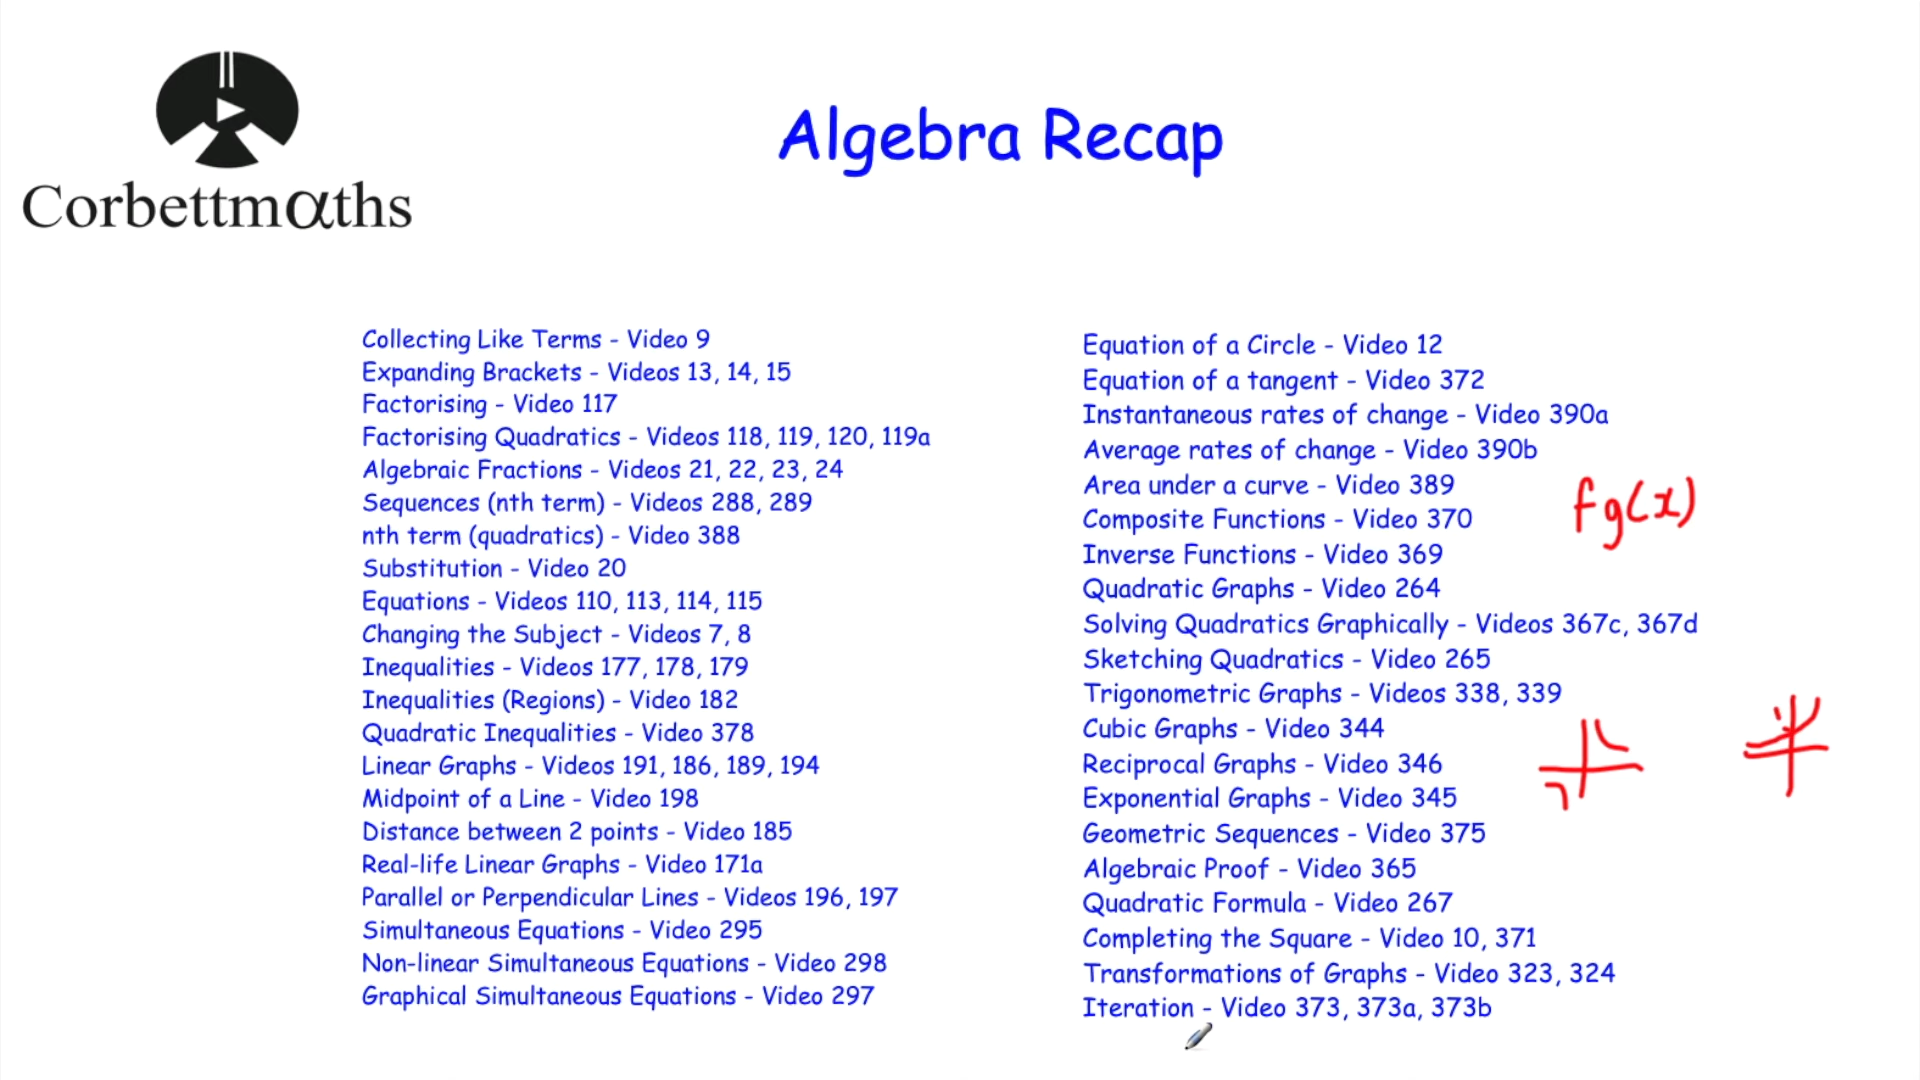 Corbettmαths
Algebra Recap
Collecting Like Terms - Video 9
Expanding Brackets - Videos 13, 14, 15
Factorising - Video 117
Factorising Quadratics - Videos 118, 119, 120, 119a
Algebraic Fractions - Videos 21, 22, 23, 24
Sequences (nth term) - Videos 288, 289
nth term (quadratics) - Video 388
Substitution - Video 20
Equations - Videos 110, 113, 114, 115
Changing the Subject - Videos 7, 8
Inequalities - Videos 177, 178, 179
Inequalities (Regions) - Video 182
Quadratic Inequalities - Video 378
Linear Graphs - Videos 191, 186, 189, 194
Midpoint of a Line - Video 198
Distance between 2 points - Video 185
Real-life Linear Graphs - Video 171a
Parallel or Perpendicular Lines - Videos 196, 197
Simultaneous Equations - Video 295
Non-linear Simultaneous Equations - Video 298
Graphical Simultaneous Equations - Video 297
Equation of a Circle - Video 12
Equation of a tangent - Video 372
Instantaneous rates of change - Video 390a
Average rates of change - Video 390b
Area under a curve - Video 389
Composite Functions - Video 370
fg(x)
Inverse Functions - Video 369
Quadratic Graphs - Video 264
Solving Quadratics Graphically - Videos 367c, 367d
Sketching Quadratics - Video 265
Trigonometric Graphs - Videos 338, 339
Cubic Graphs - Video 344
Reciprocal Graphs - Video 346
Exponential Graphs - Video 345
Geometric Sequences - Video 375
Algebraic Proof - Video 365
Quadratic Formula - Video 267
Completing the Square - Video 10, 371
Transformations of Graphs - Video 323, 324
Iteration - Video 373, 373a, 373b